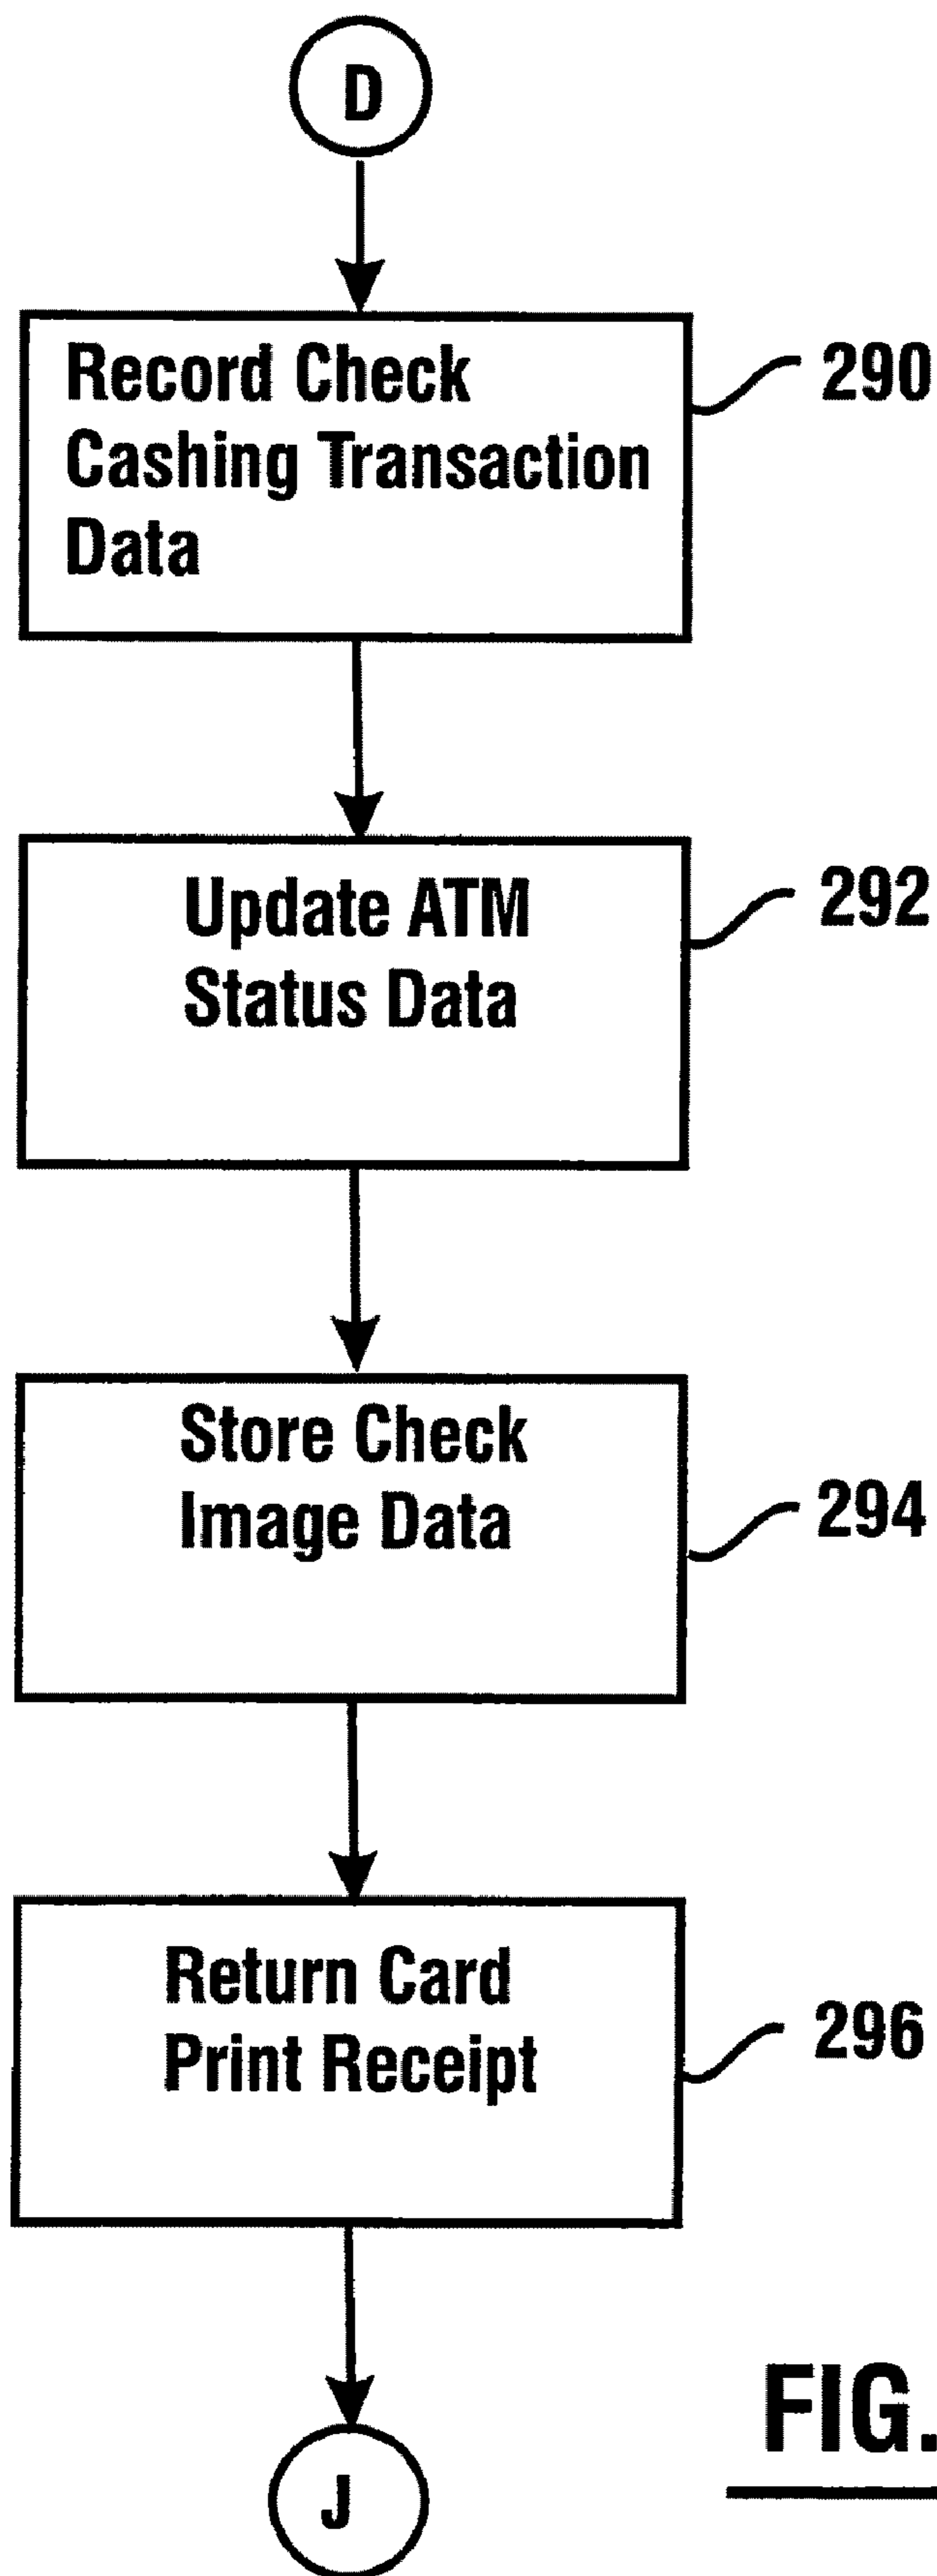 D
Record Check
Cashing Transaction
Data
290
Update ATM
Status Data
292
Store Check
Image Data
294
Return Card
Print Receipt
296
J
FIG.